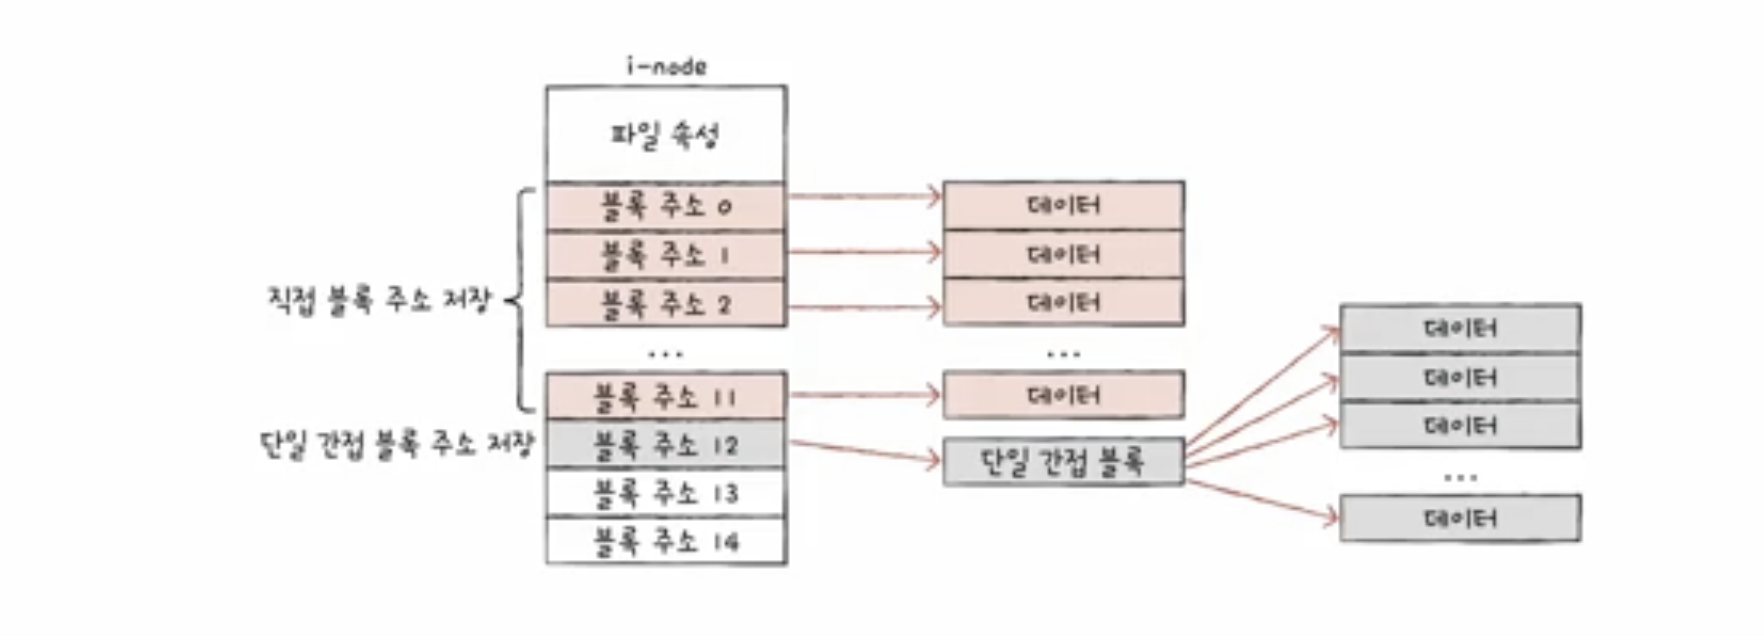 i-node
파일 속성
블록 주소 0
블록 주소 1
블록 주소 2
...
블록 주소 11
블록 주소 12
블록 주소 13
블록 주소 14
직접 블록 주소 저장
단일 간접 블록 주소 저장
데이터
데이터
데이터
...
데이터
단일 간접 블록
데이터
데이터
데이터
...
데이터